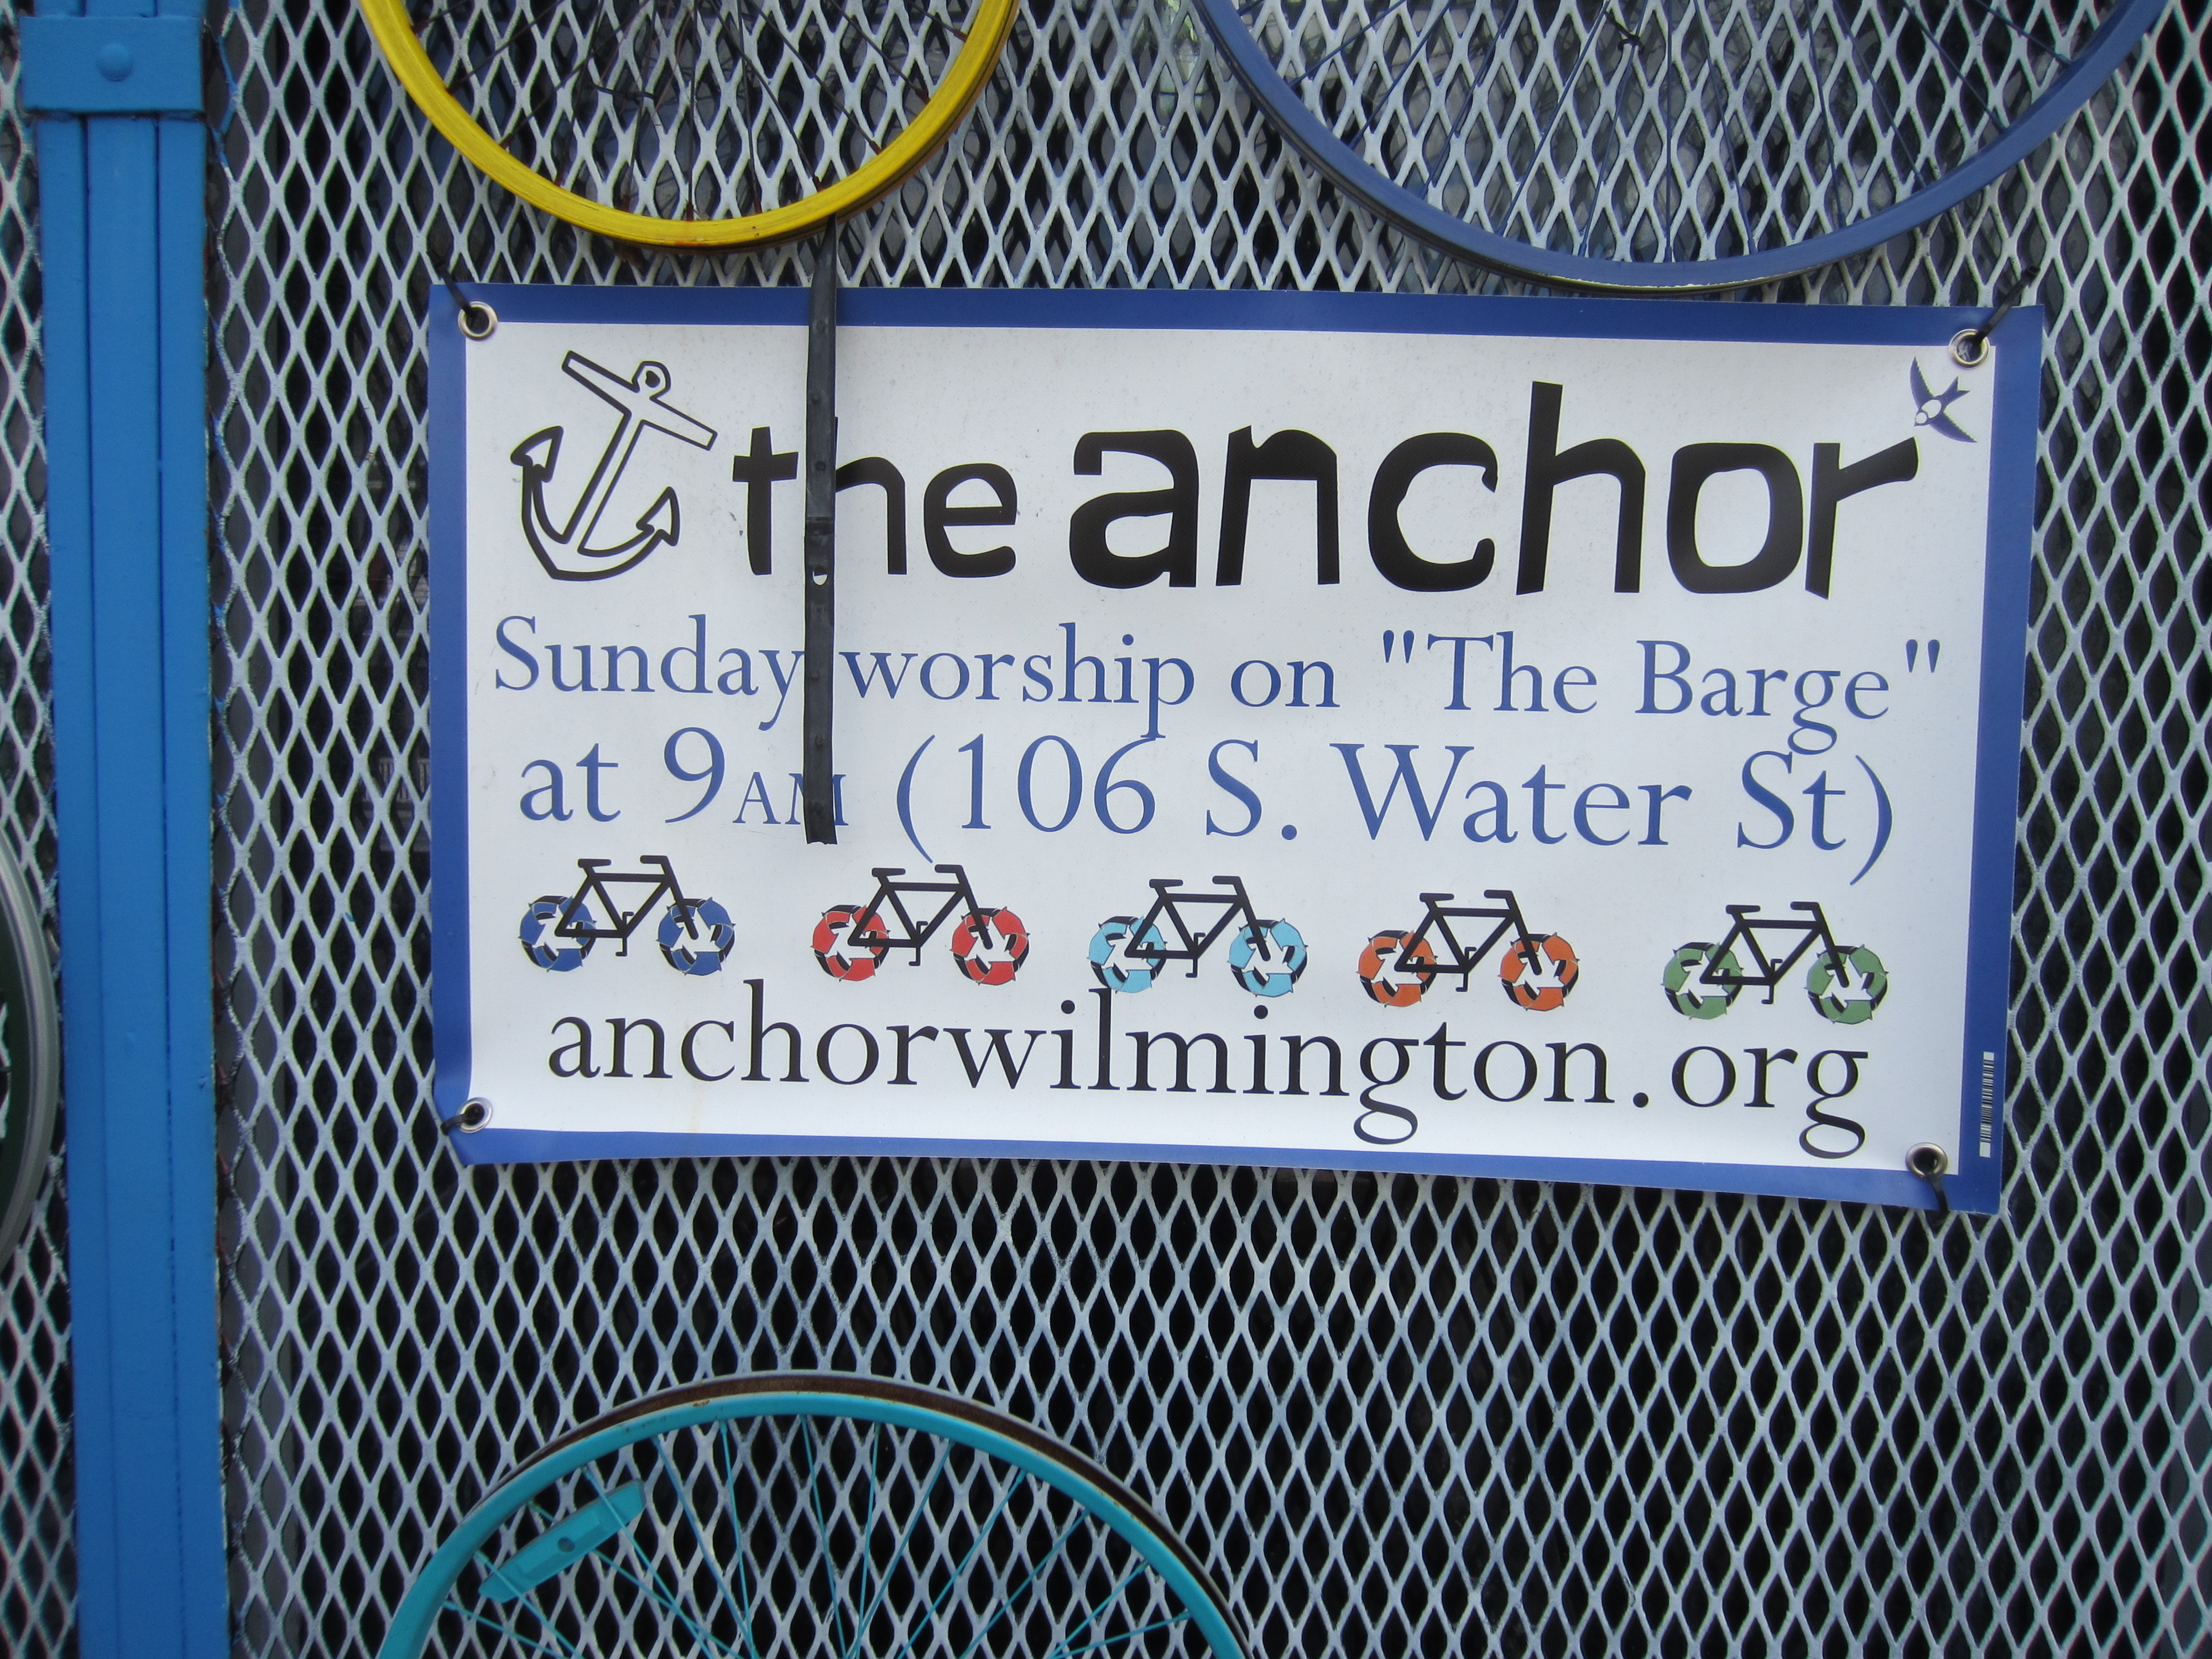 the anchor
Sunday worship on "The Barge"
at 9AM (106 S. Water St)
anchorwilmington.org